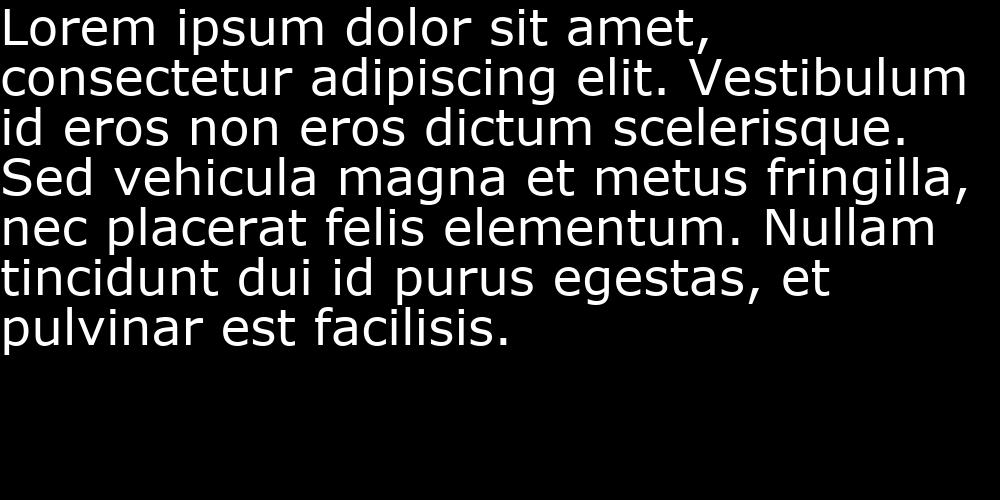 Lorem ipsum dolor sit amet,
consectetur adipiscing elit. Vestibulum
id eros non eros dictum scelerisque.
Sed vehicula magna et metus fringilla,
nec placerat felis elementum. Nullam
tincidunt dui id purus egestas, et
pulvinar est facilisis.